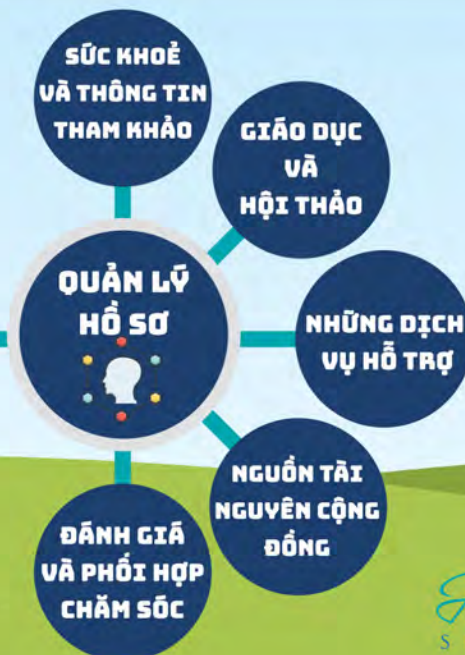 SỨC KHOẺ
VÀ THÔNG TIN
THAM KHẢO
GIÁO DỤC
VÀ
HỘI THẢO
QUẢN LÝ
HỒ SƠ
NHỮNG DỊCH
VỤ HỖ TRỢ
NGUỒN TÀI
NGUYÊN CỘNG
ĐỒNG
ĐÁNH GIÁ
VÀ PHỐI HỢP
CHĂM SÓC
S